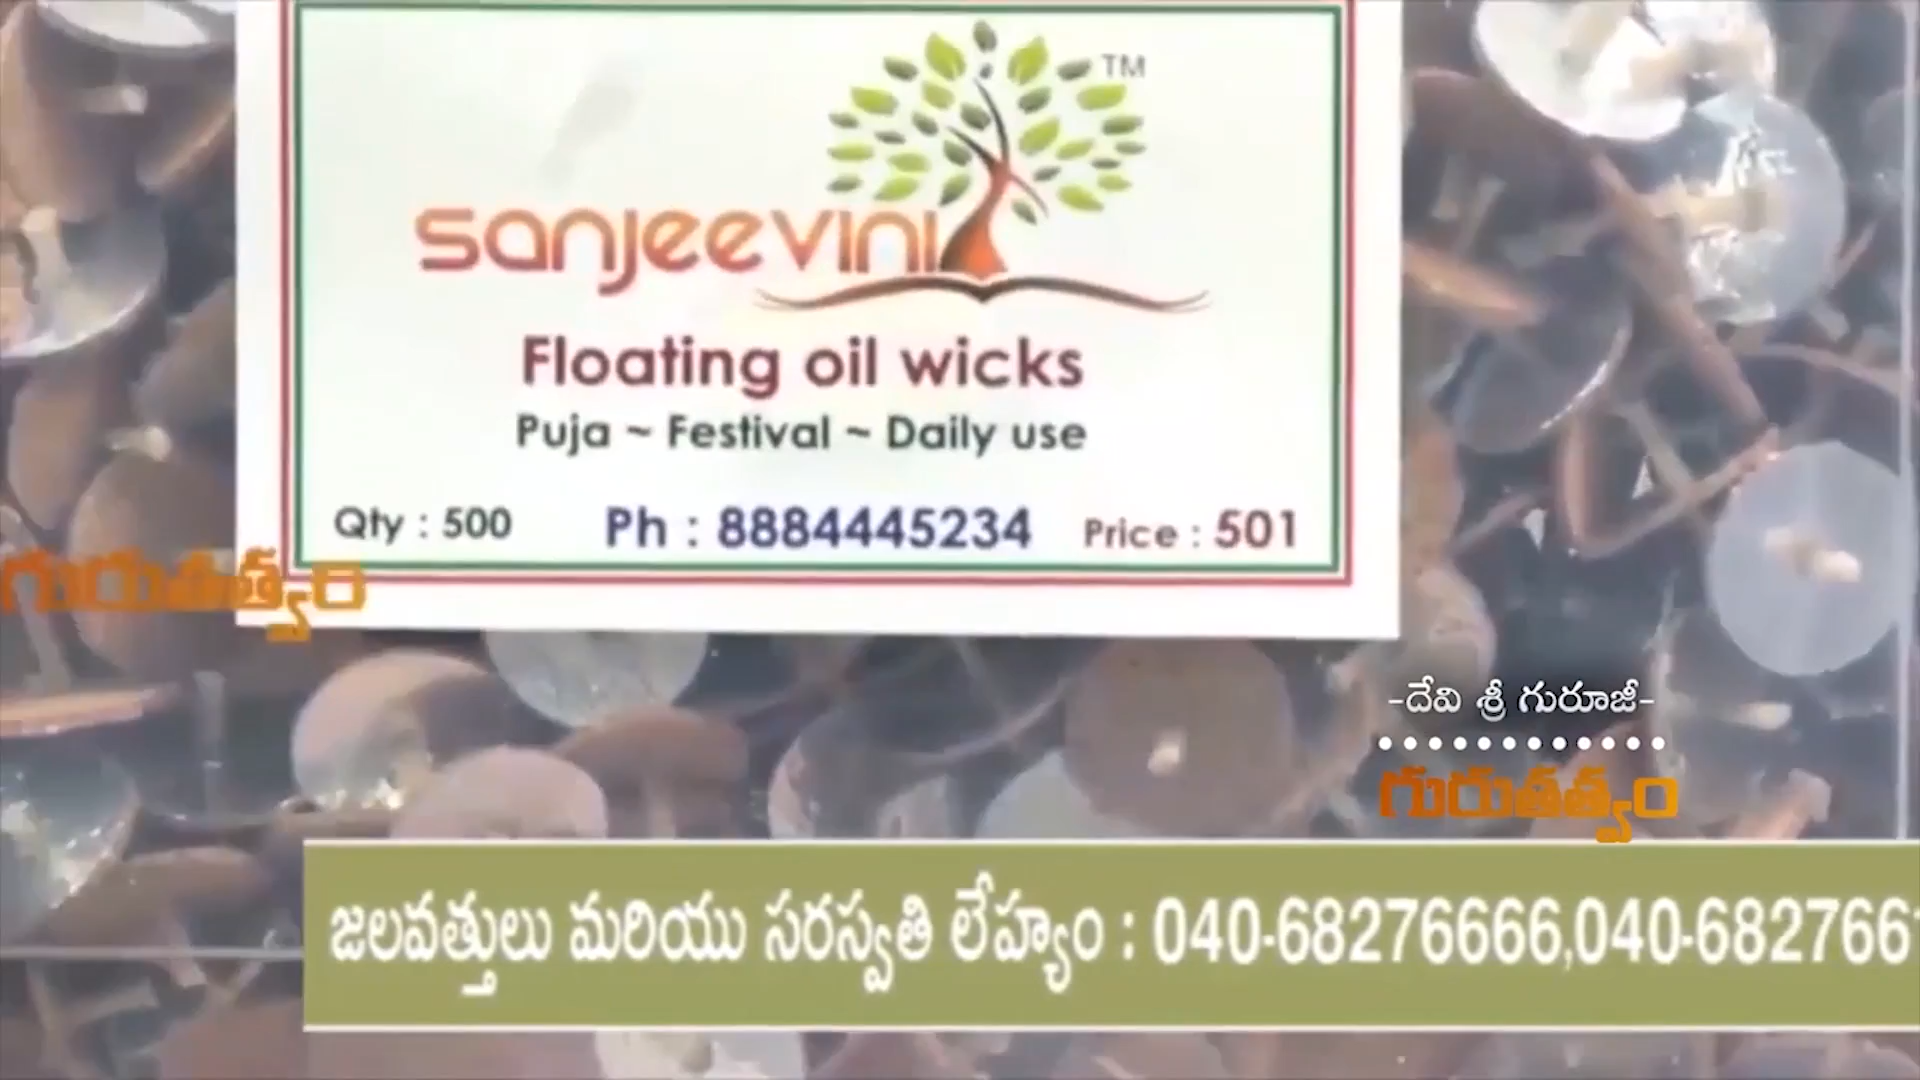 TM
sanjeevini
Floating oil wicks
Puja ~ Festival ~ Daily use
Qty : 500 Ph : 8884445234 Price : 501
గురుతత్వం
-దేవి శ్రీ గురూజీ-
గురుతత్వం
జలవత్తులు మరియు సరస్వతి లేహ్యం : 040-68276666,040-6827661